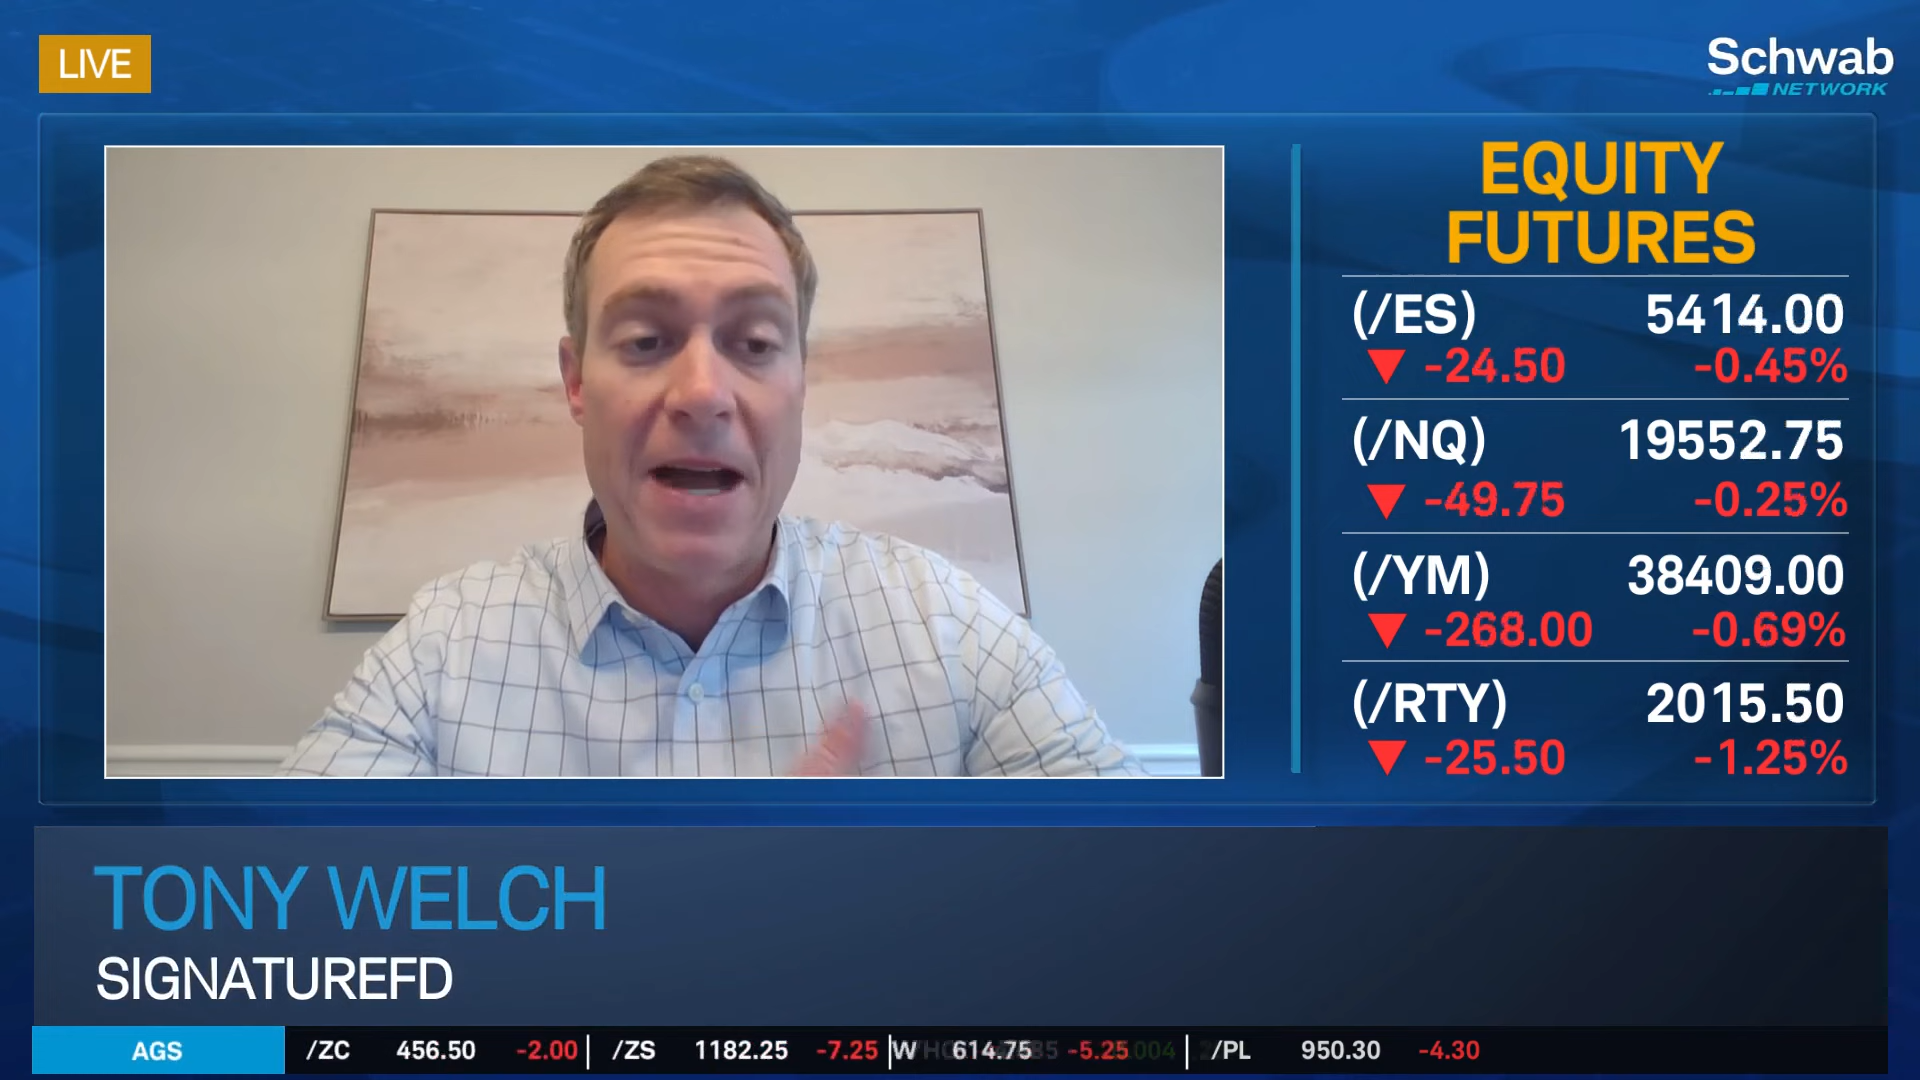 LIVE
Schwab
NETWORK
EQUITY
FUTURES
(/ES) 5414.00
-24.50 -0.45%
(/NQ) 19552.75
-49.75 -0.25%
(/YM) 38409.00
-268.00 -0.69%
(/RTY) 2015.50
-25.50 -1.25%
TONY WELCH
SIGNATUREFD
AGS /ZC 456.50 -2.00 /ZS 1182.25 -7.25 W 614.75 -5.25 /PL 950.30 -4.30